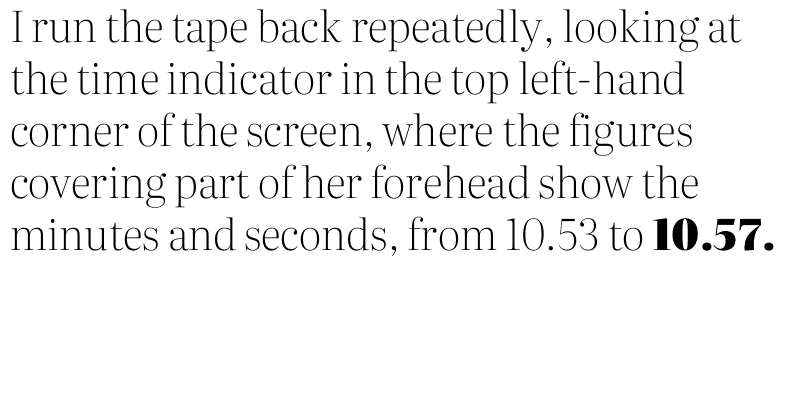 I run the tape back repeatedly, looking at
the time indicator in the top left-hand
corner of the screen, where the figures
covering part of her forehead show the
minutes and seconds, from 10.53 to 10.57.